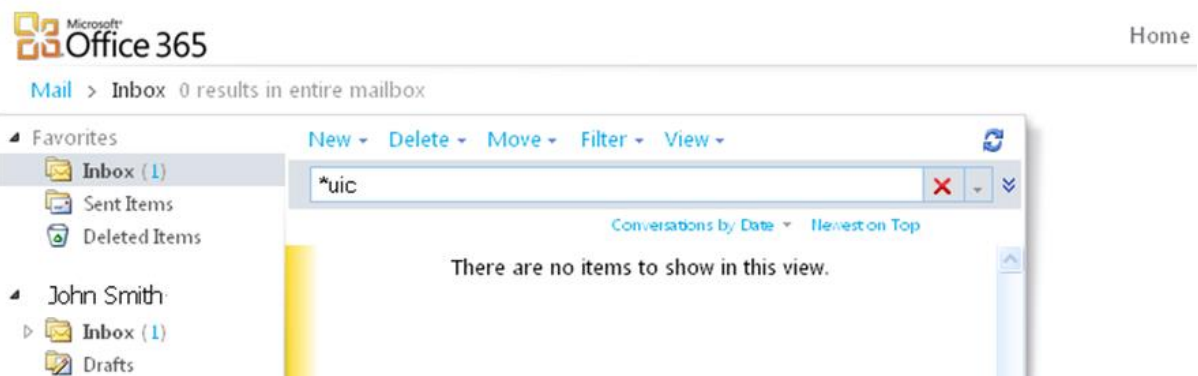 Microsoft®
Office 365
Home
Mail > Inbox 0 results in entire mailbox
Favorites
New Delete Move Filter View
Inbox (1)
*uic
Sent Items
Conversations by Date Newest on Top
Deleted Items
There are no items to show in this view.
John Smith
Inbox (1)
Drafts